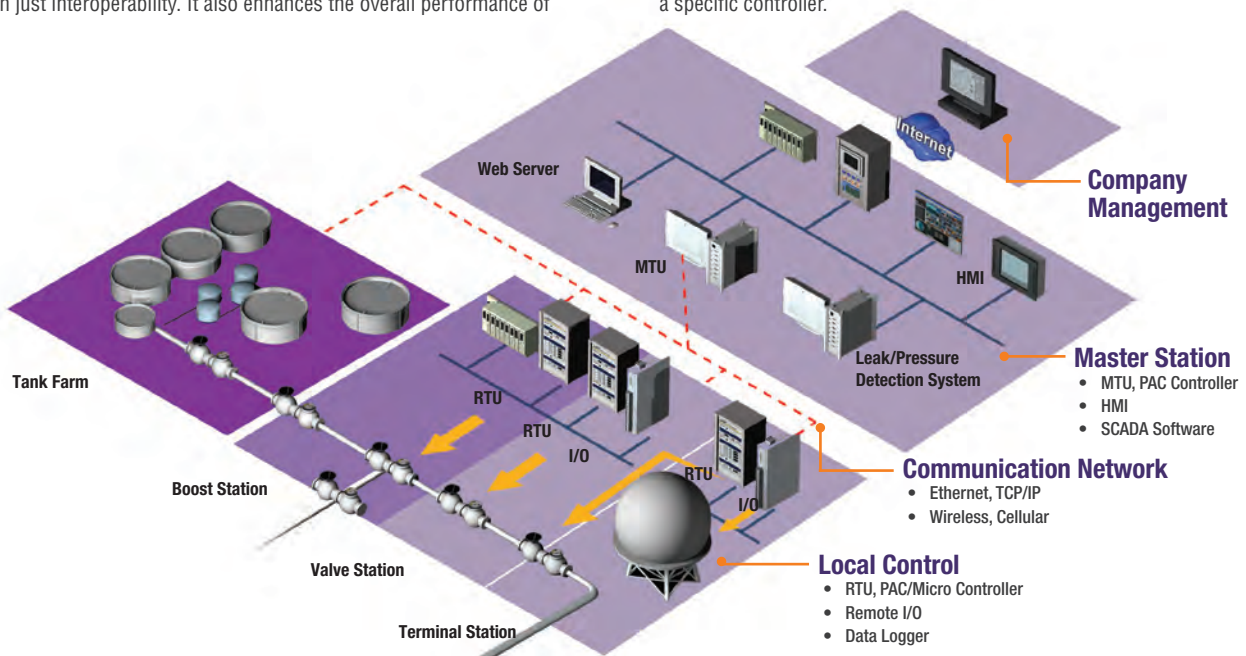 n just interoperability. It also enhances the overall performance of
a specific controller.
Internet
Company
Management
Web Server
MTU
HMI
Leak/Pressure
Detection System
Master Station
• MTU, PAC Controller
• HMI
• SCADA Software
Tank Farm
RTU
RTU
I/O
RTU
I/O
Communication Network
• Ethernet, TCP/IP
• Wireless, Cellular
Boost Station
Valve Station
Terminal Station
Local Control
• RTU, PAC/Micro Controller
• Remote I/O
• Data Logger